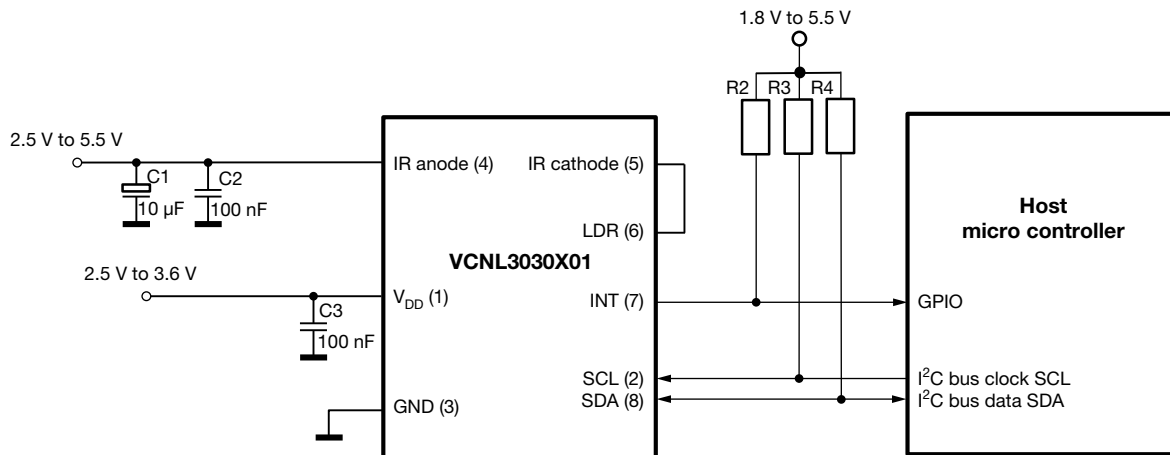 1.8 V to 5.5 V
R2 R3 R4
2.5 V to 5.5 V
C1
10 µF
C2
100 nF
IR anode (4)
IR cathode (5)
LDR (6)
VCNL3030X01
Host
micro controller
2.5 V to 3.6 V
C3
100 nF
V_DD (1)
INT (7)
GPIO
SCL (2)
I²C bus clock SCL
SDA (8)
I²C bus data SDA
GND (3)